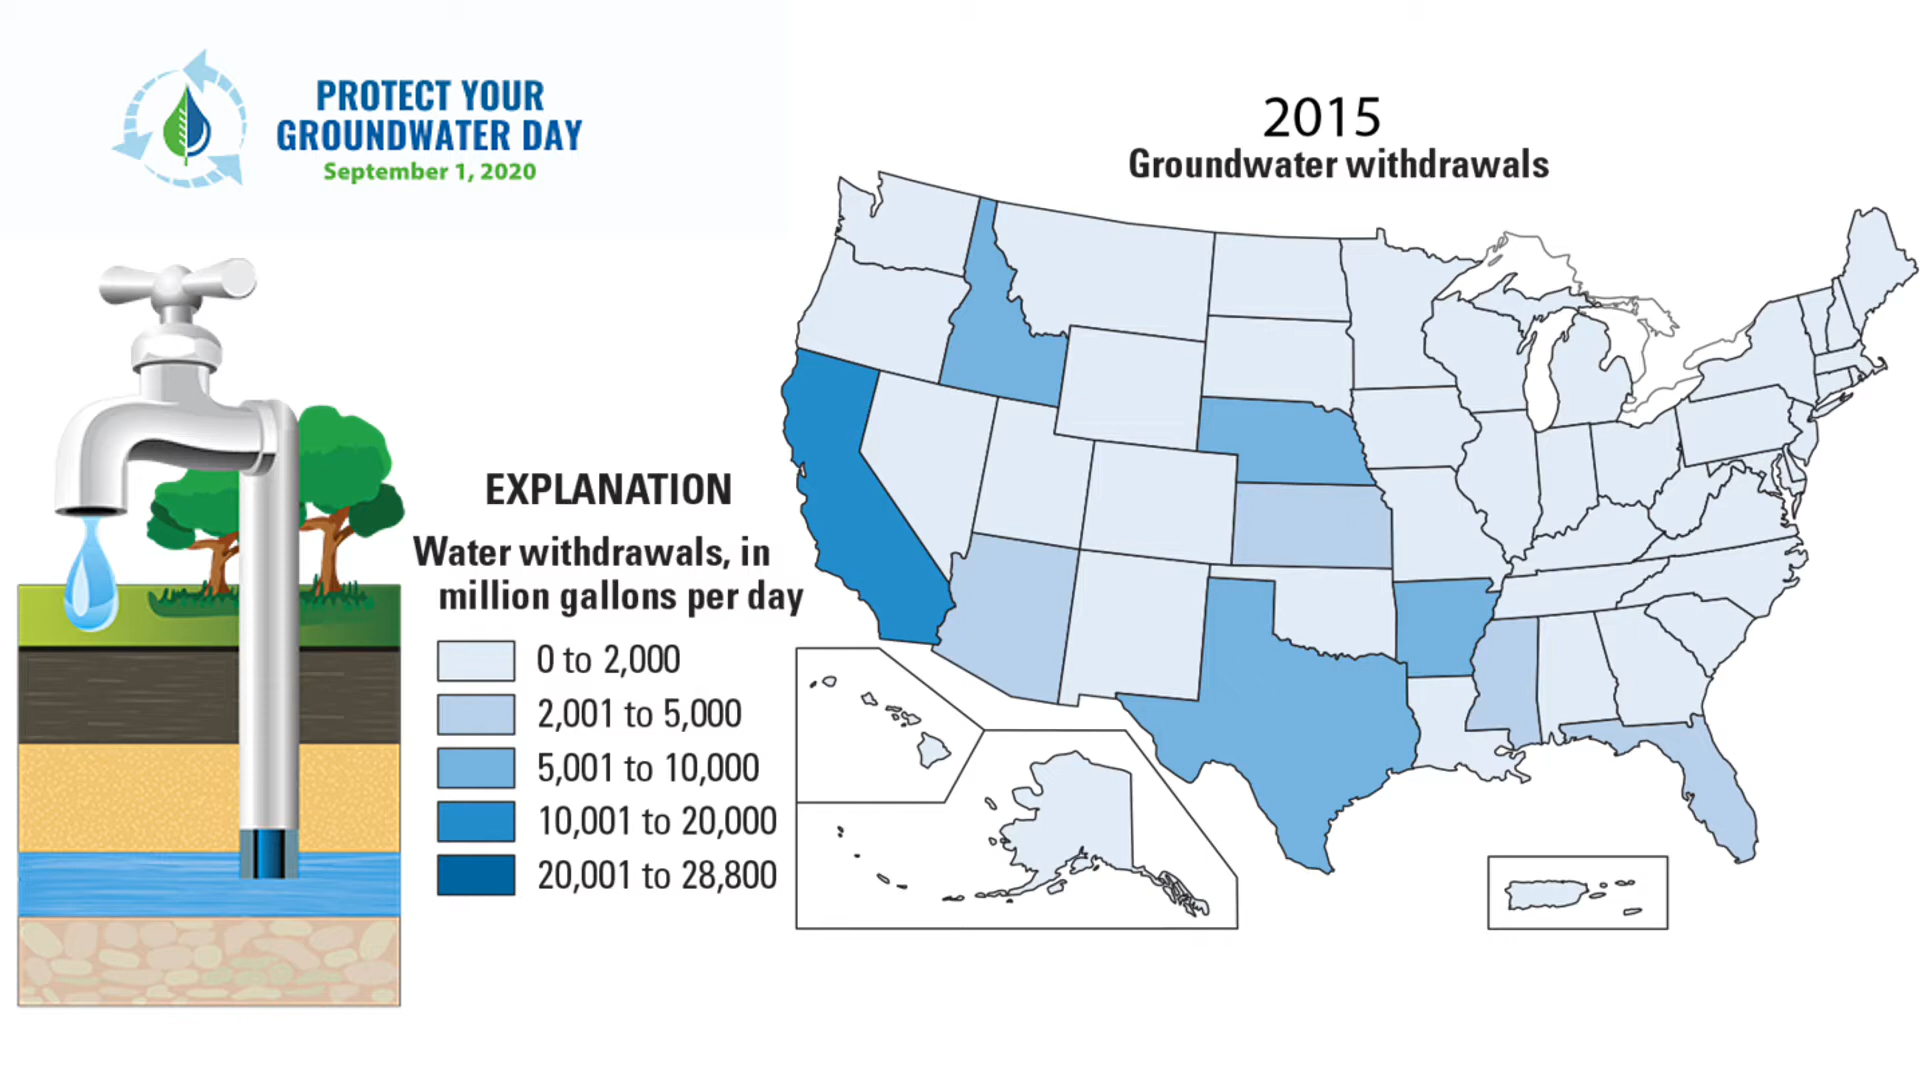 PROTECT YOUR
GROUNDWATER DAY
September 1, 2020
2015
Groundwater withdrawals
EXPLANATION
Water withdrawals, in
million gallons per day
0 to 2,000
2,001 to 5,000
5,001 to 10,000
10,001 to 20,000
20,001 to 28,800